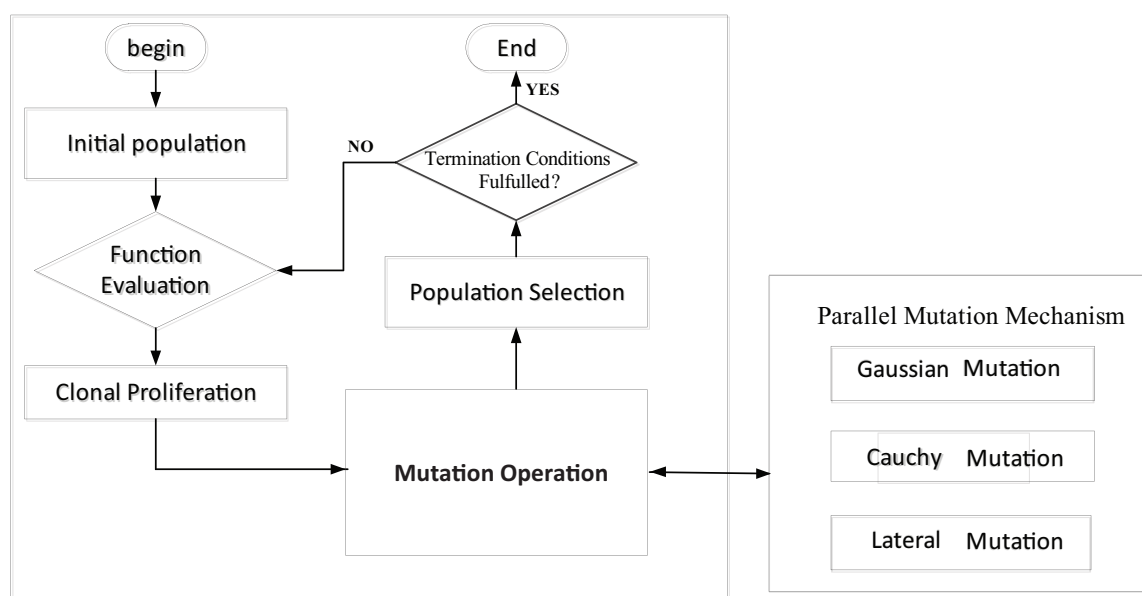 begin
Initial population
Function
Evaluation
Clonal Proliferation
End
YES
NO
Termination Conditions
Fulfulled?
Population Selection
Mutation Operation
Parallel Mutation Mechanism
Gaussian Mutation
Cauchy Mutation
Lateral Mutation